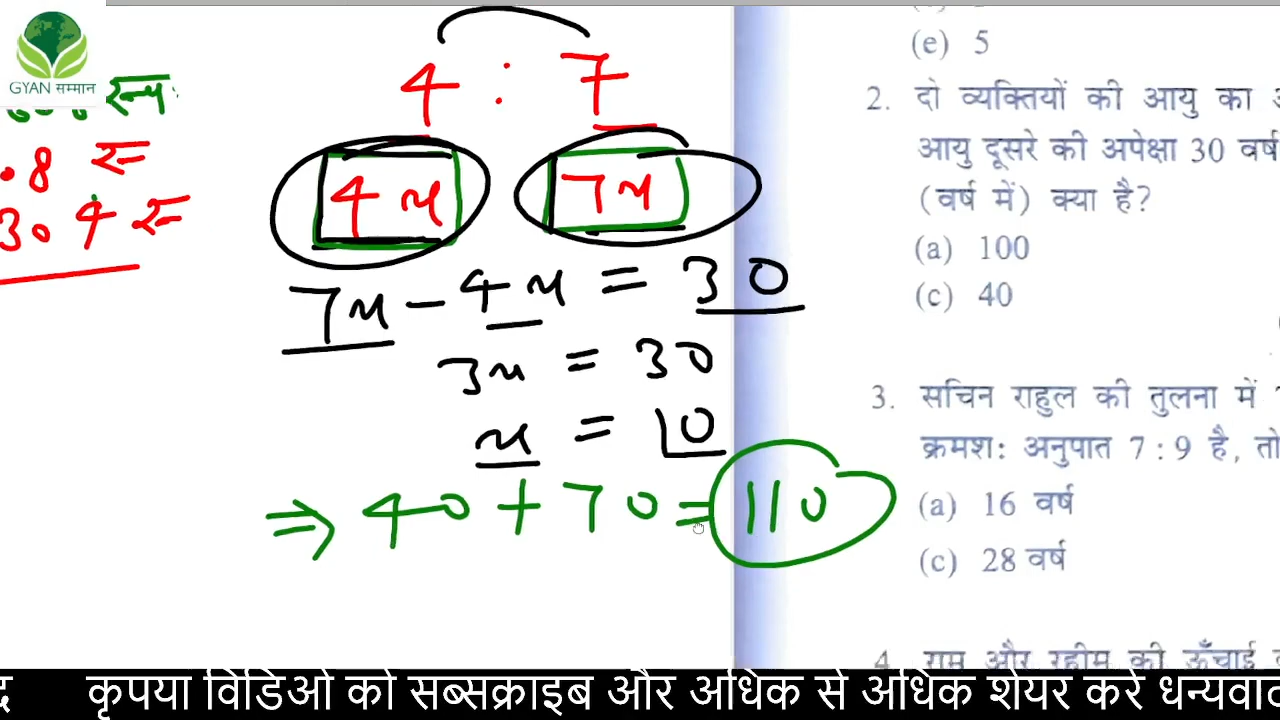 GYAN सम्मान
.8 रु
30 4 रु
4 : 7
4x 7x
7x - 4x = 30
3x = 30
x = 10
⇒ 40 + 70 = 110
(e) 5
2. दो व्यक्तियों की आयु का
आयु दूसरे की अपेक्षा 30 वर्ष
(वर्ष में) क्या है?
(a) 100
(c) 40
3. सचिन राहुल की तुलना में
क्रमश: अनुपात 7 : 9 है, तो
(a) 16 वर्ष
(c) 28 वर्ष
4. राम और रहीम की ऊँचाई
कृपया विडिओ को सब्सक्राइब और अधिक से अधिक शेयर करे धन्यवाद